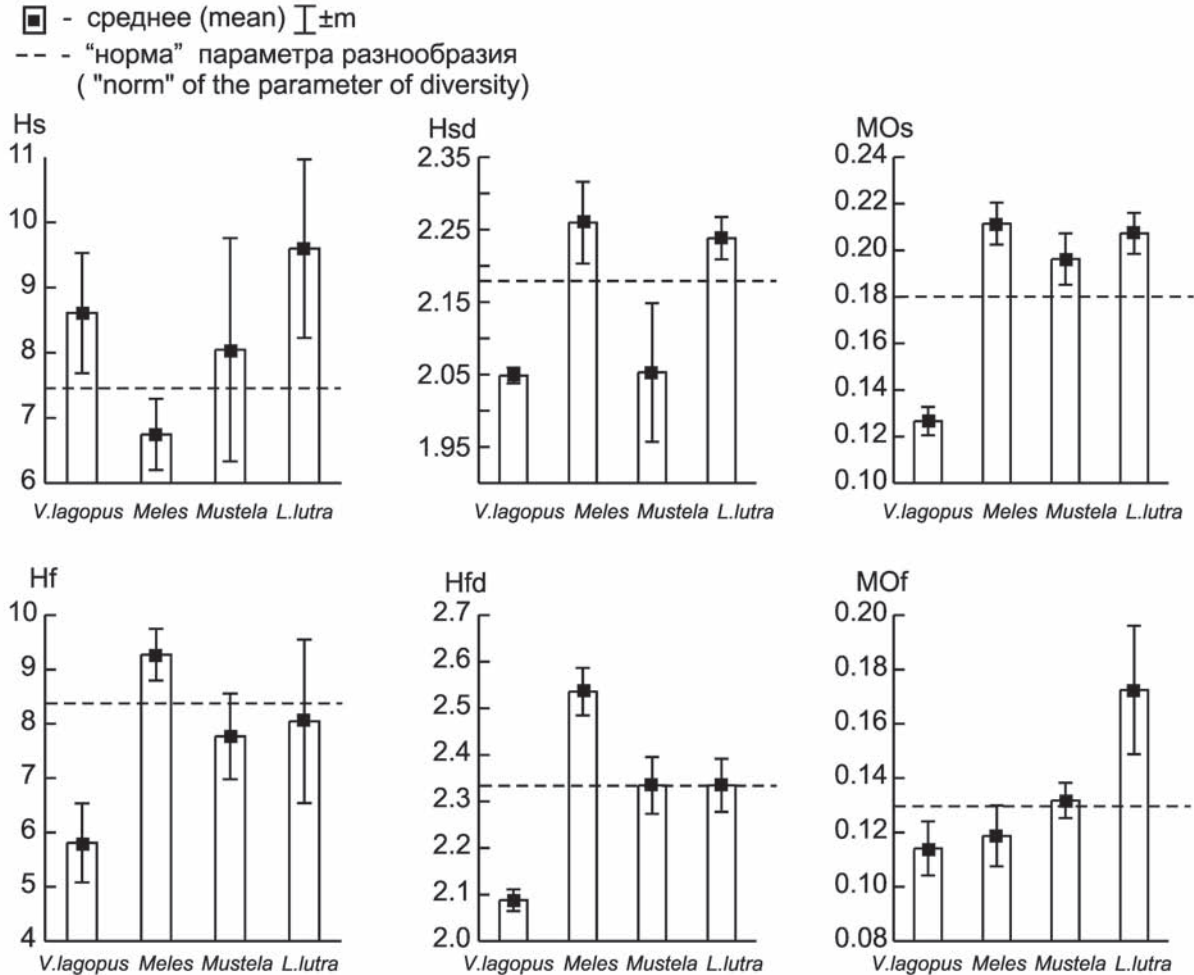 - среднее (mean) ±m
- "норма" параметра разнообразия
( "norm" of the parameter of diversity)
Hs
11
10
9
8
7
6
V.lagopus Meles Mustela L.lutra
Hsd
2.35
2.25
2.15
2.05
1.95
V.lagopus Meles Mustela L.lutra
MOs
0.24
0.22
0.20
0.18
0.16
0.14
0.12
0.10
V.lagopus Meles Mustela L.lutra
Hf
10
9
8
7
6
5
4
V.lagopus Meles Mustela L.lutra
Hfd
2.7
2.6
2.5
2.4
2.3
2.2
2.1
2.0
V.lagopus Meles Mustela L.lutra
MOf
0.20
0.18
0.16
0.14
0.12
0.10
0.08
V.lagopus Meles Mustela L.lutra